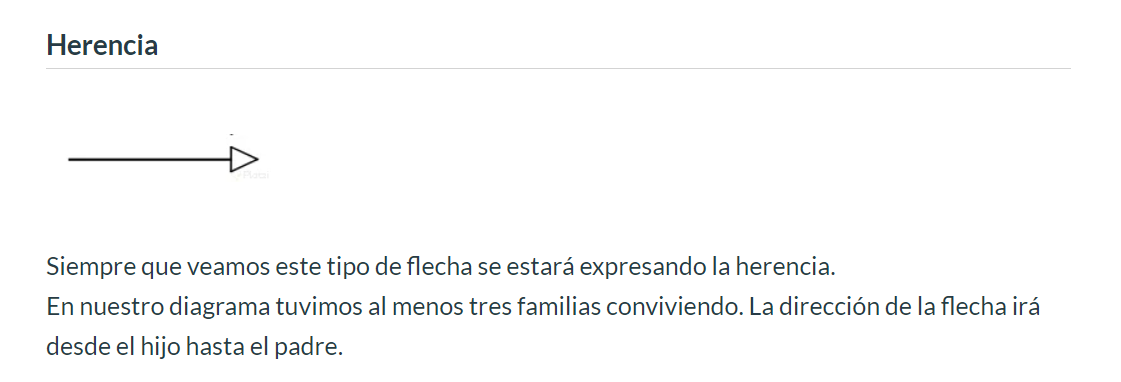 Herencia
Siempre que veamos este tipo de flecha se estará expresando la herencia.
En nuestro diagrama tuvimos al menos tres familias conviviendo. La dirección de la flecha irá
desde el hijo hasta el padre.